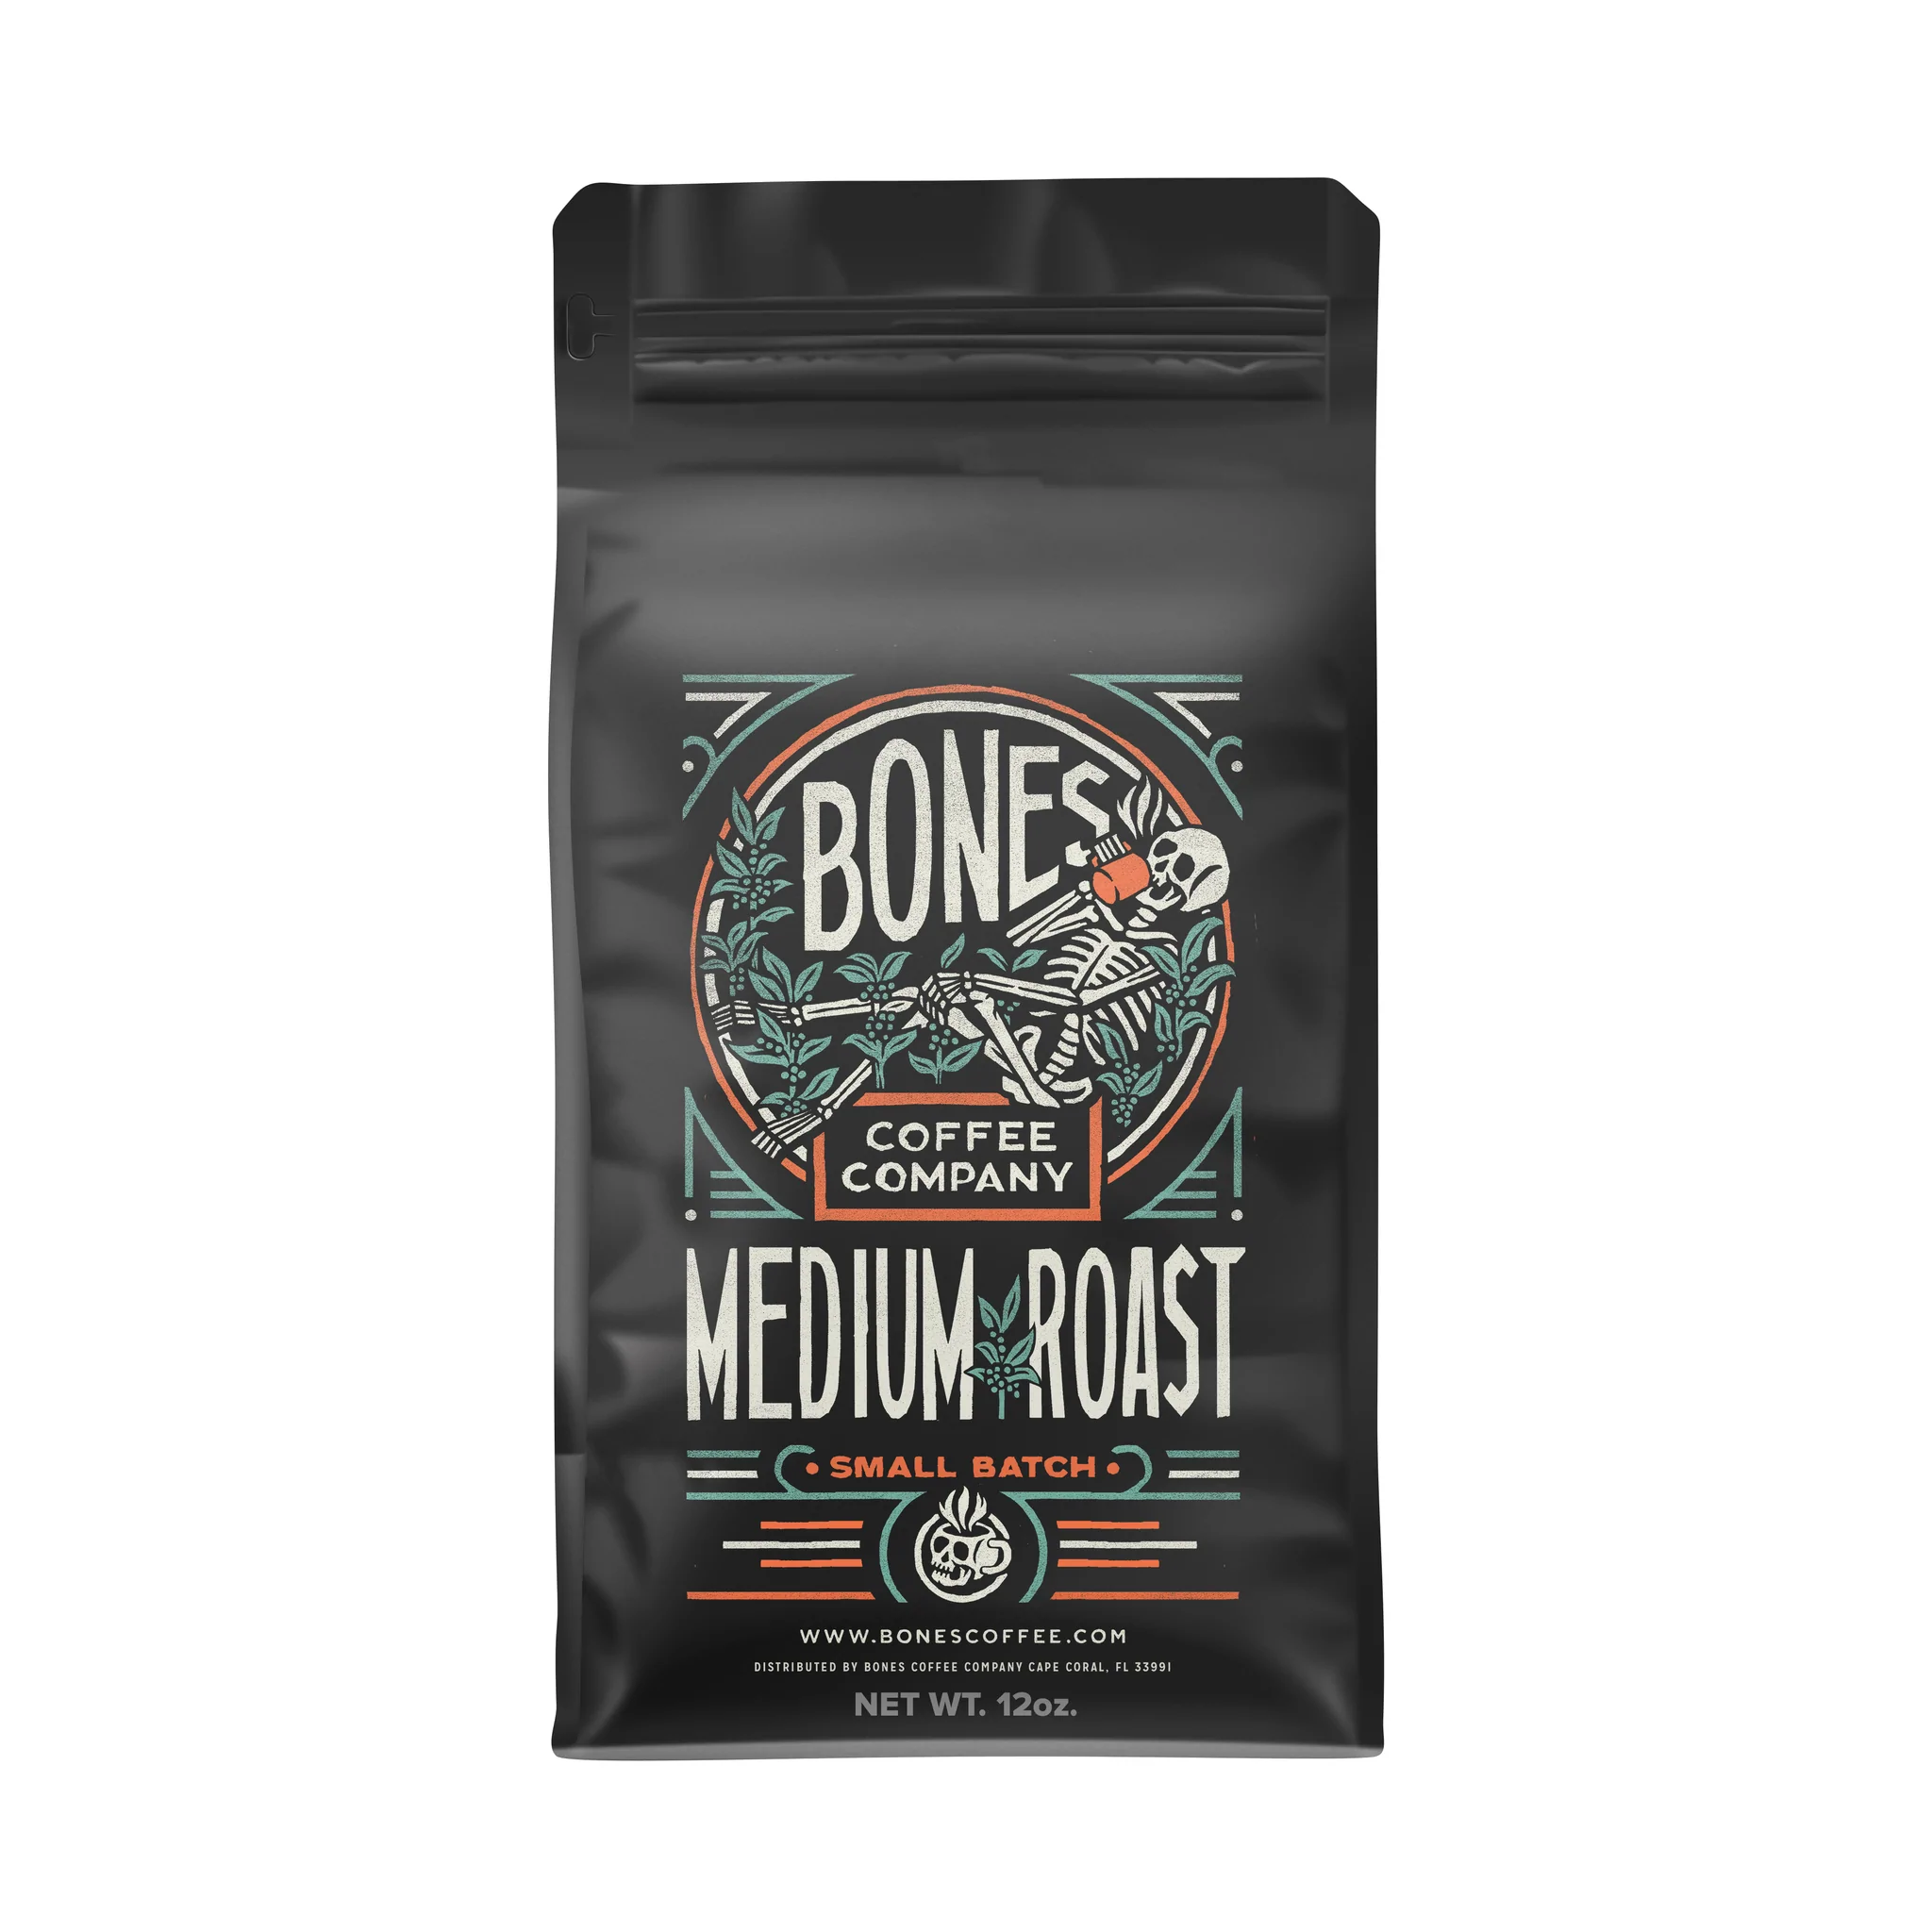 BONES
COFFEE
COMPANY
MEDIUM ROAST
• SMALL BATCH •
WWW.BONESCOFFEE.COM
DISTRIBUTED BY BONES COFFEE COMPANY CAPE CORAL, FL 33991
NET WT. 12oz.